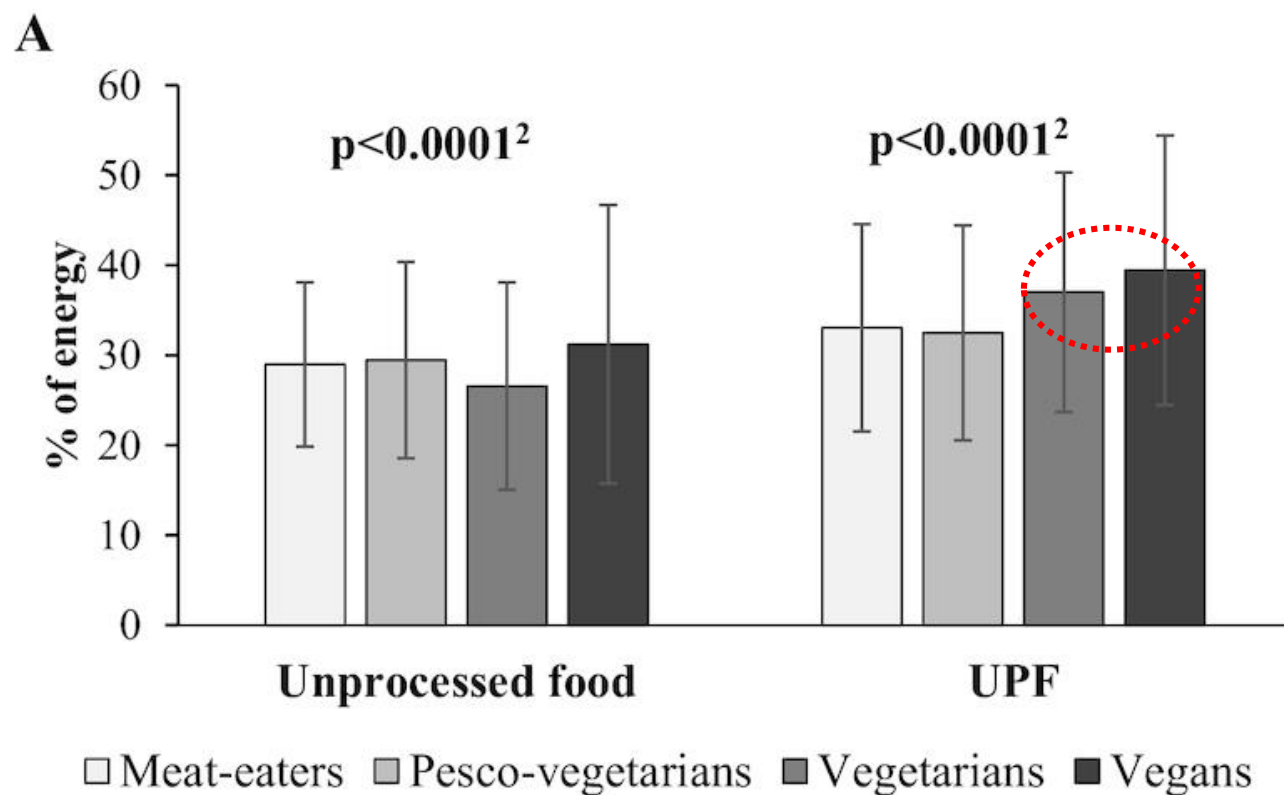 A
60
50
40
30
20
10
0
% of energy
p<0.0001²
p<0.0001²
Unprocessed food
UPF
Meat-eaters
Pesco-vegetarians
Vegetarians
Vegans